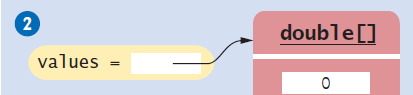 2
double[]
values =
0